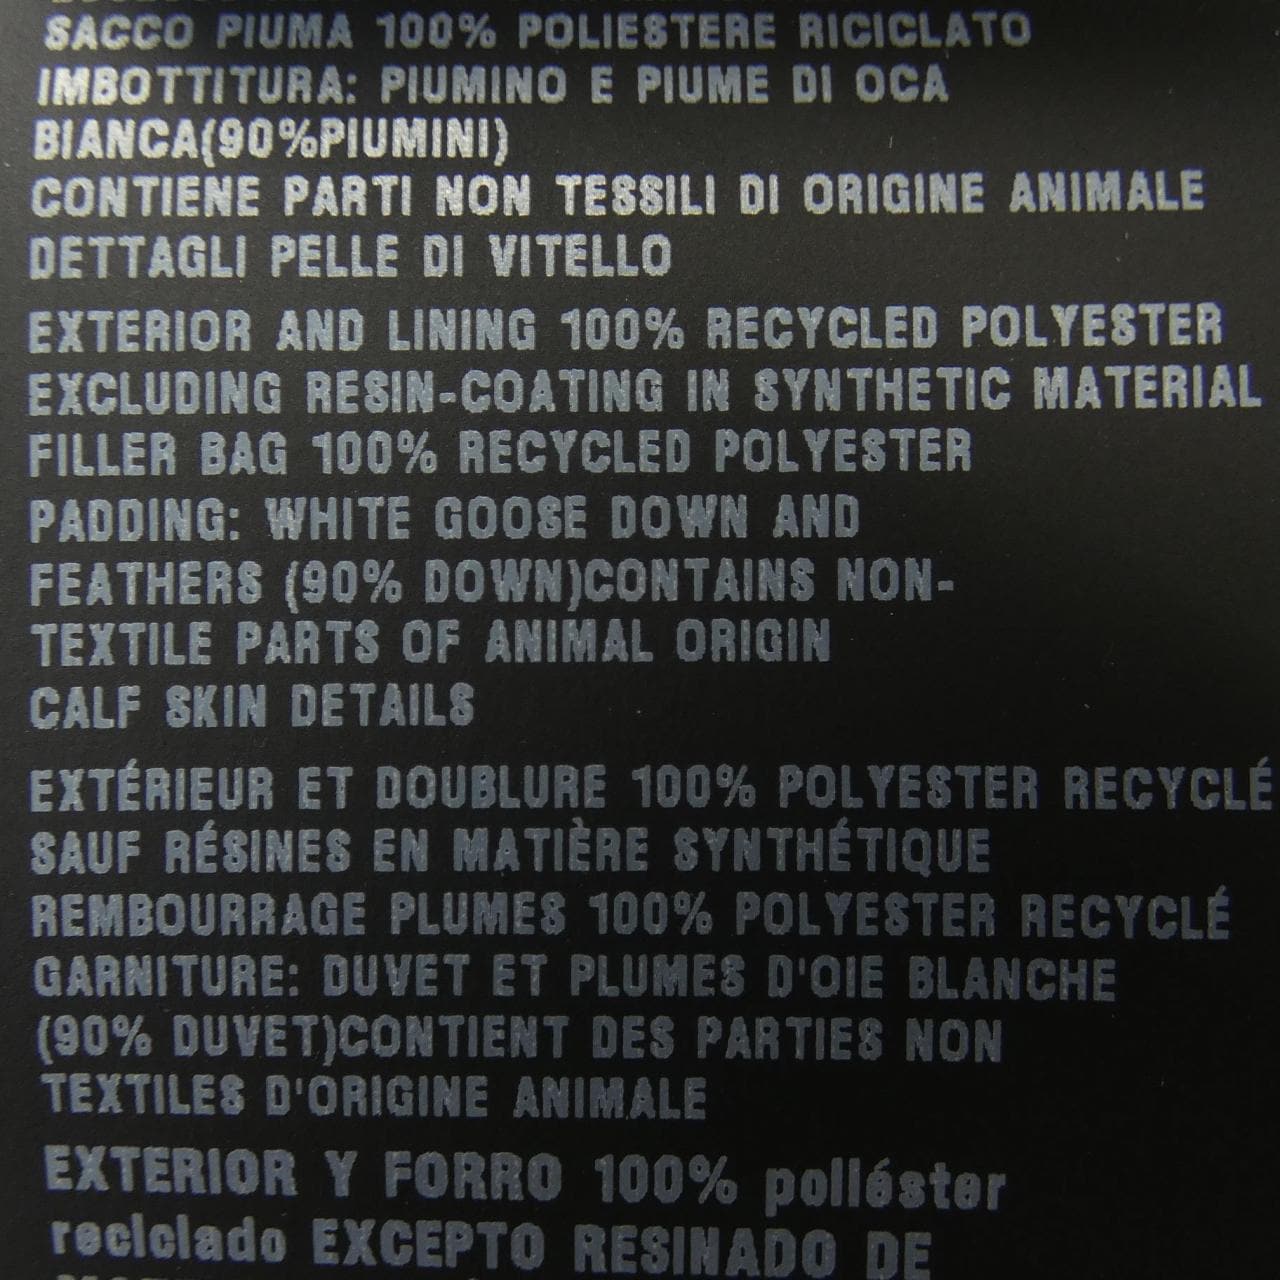 SACCO PIUMA 100% POLIESTERE RICICLATO
IMBOTTITURA: PIUMINO E PIUME DI OCA
BIANCA(90%PIUMINI)
CONTIENE PARTI NON TESSILI DI ORIGINE ANIMALE
DETTAGLI PELLE DI VITELLO
EXTERIOR AND LINING 100% RECYCLED POLYESTER
EXCLUDING RESIN-COATING IN SYNTHETIC MATERIAL
FILLER BAG 100% RECYCLED POLYESTER
PADDING: WHITE GOOSE DOWN AND
FEATHERS (90% DOWN)CONTAINS NON-
TEXTILE PARTS OF ANIMAL ORIGIN
CALF SKIN DETAILS
EXTÉRIEUR ET DOUBLURE 100% POLYESTER RECYCLÉ
SAUF RÉSINES EN MATIÈRE SYNTHÉTIQUE
REMBOURRAGE PLUMES 100% POLYESTER RECYCLÉ
GARNITURE: DUVET ET PLUMES D'OIE BLANCHE
(90% DUVET)CONTIENT DES PARTIES NON
TEXTILES D'ORIGINE ANIMALE
EXTERIOR Y FORRO 100% poliéster
reciclado EXCEPTO RESINADO DE